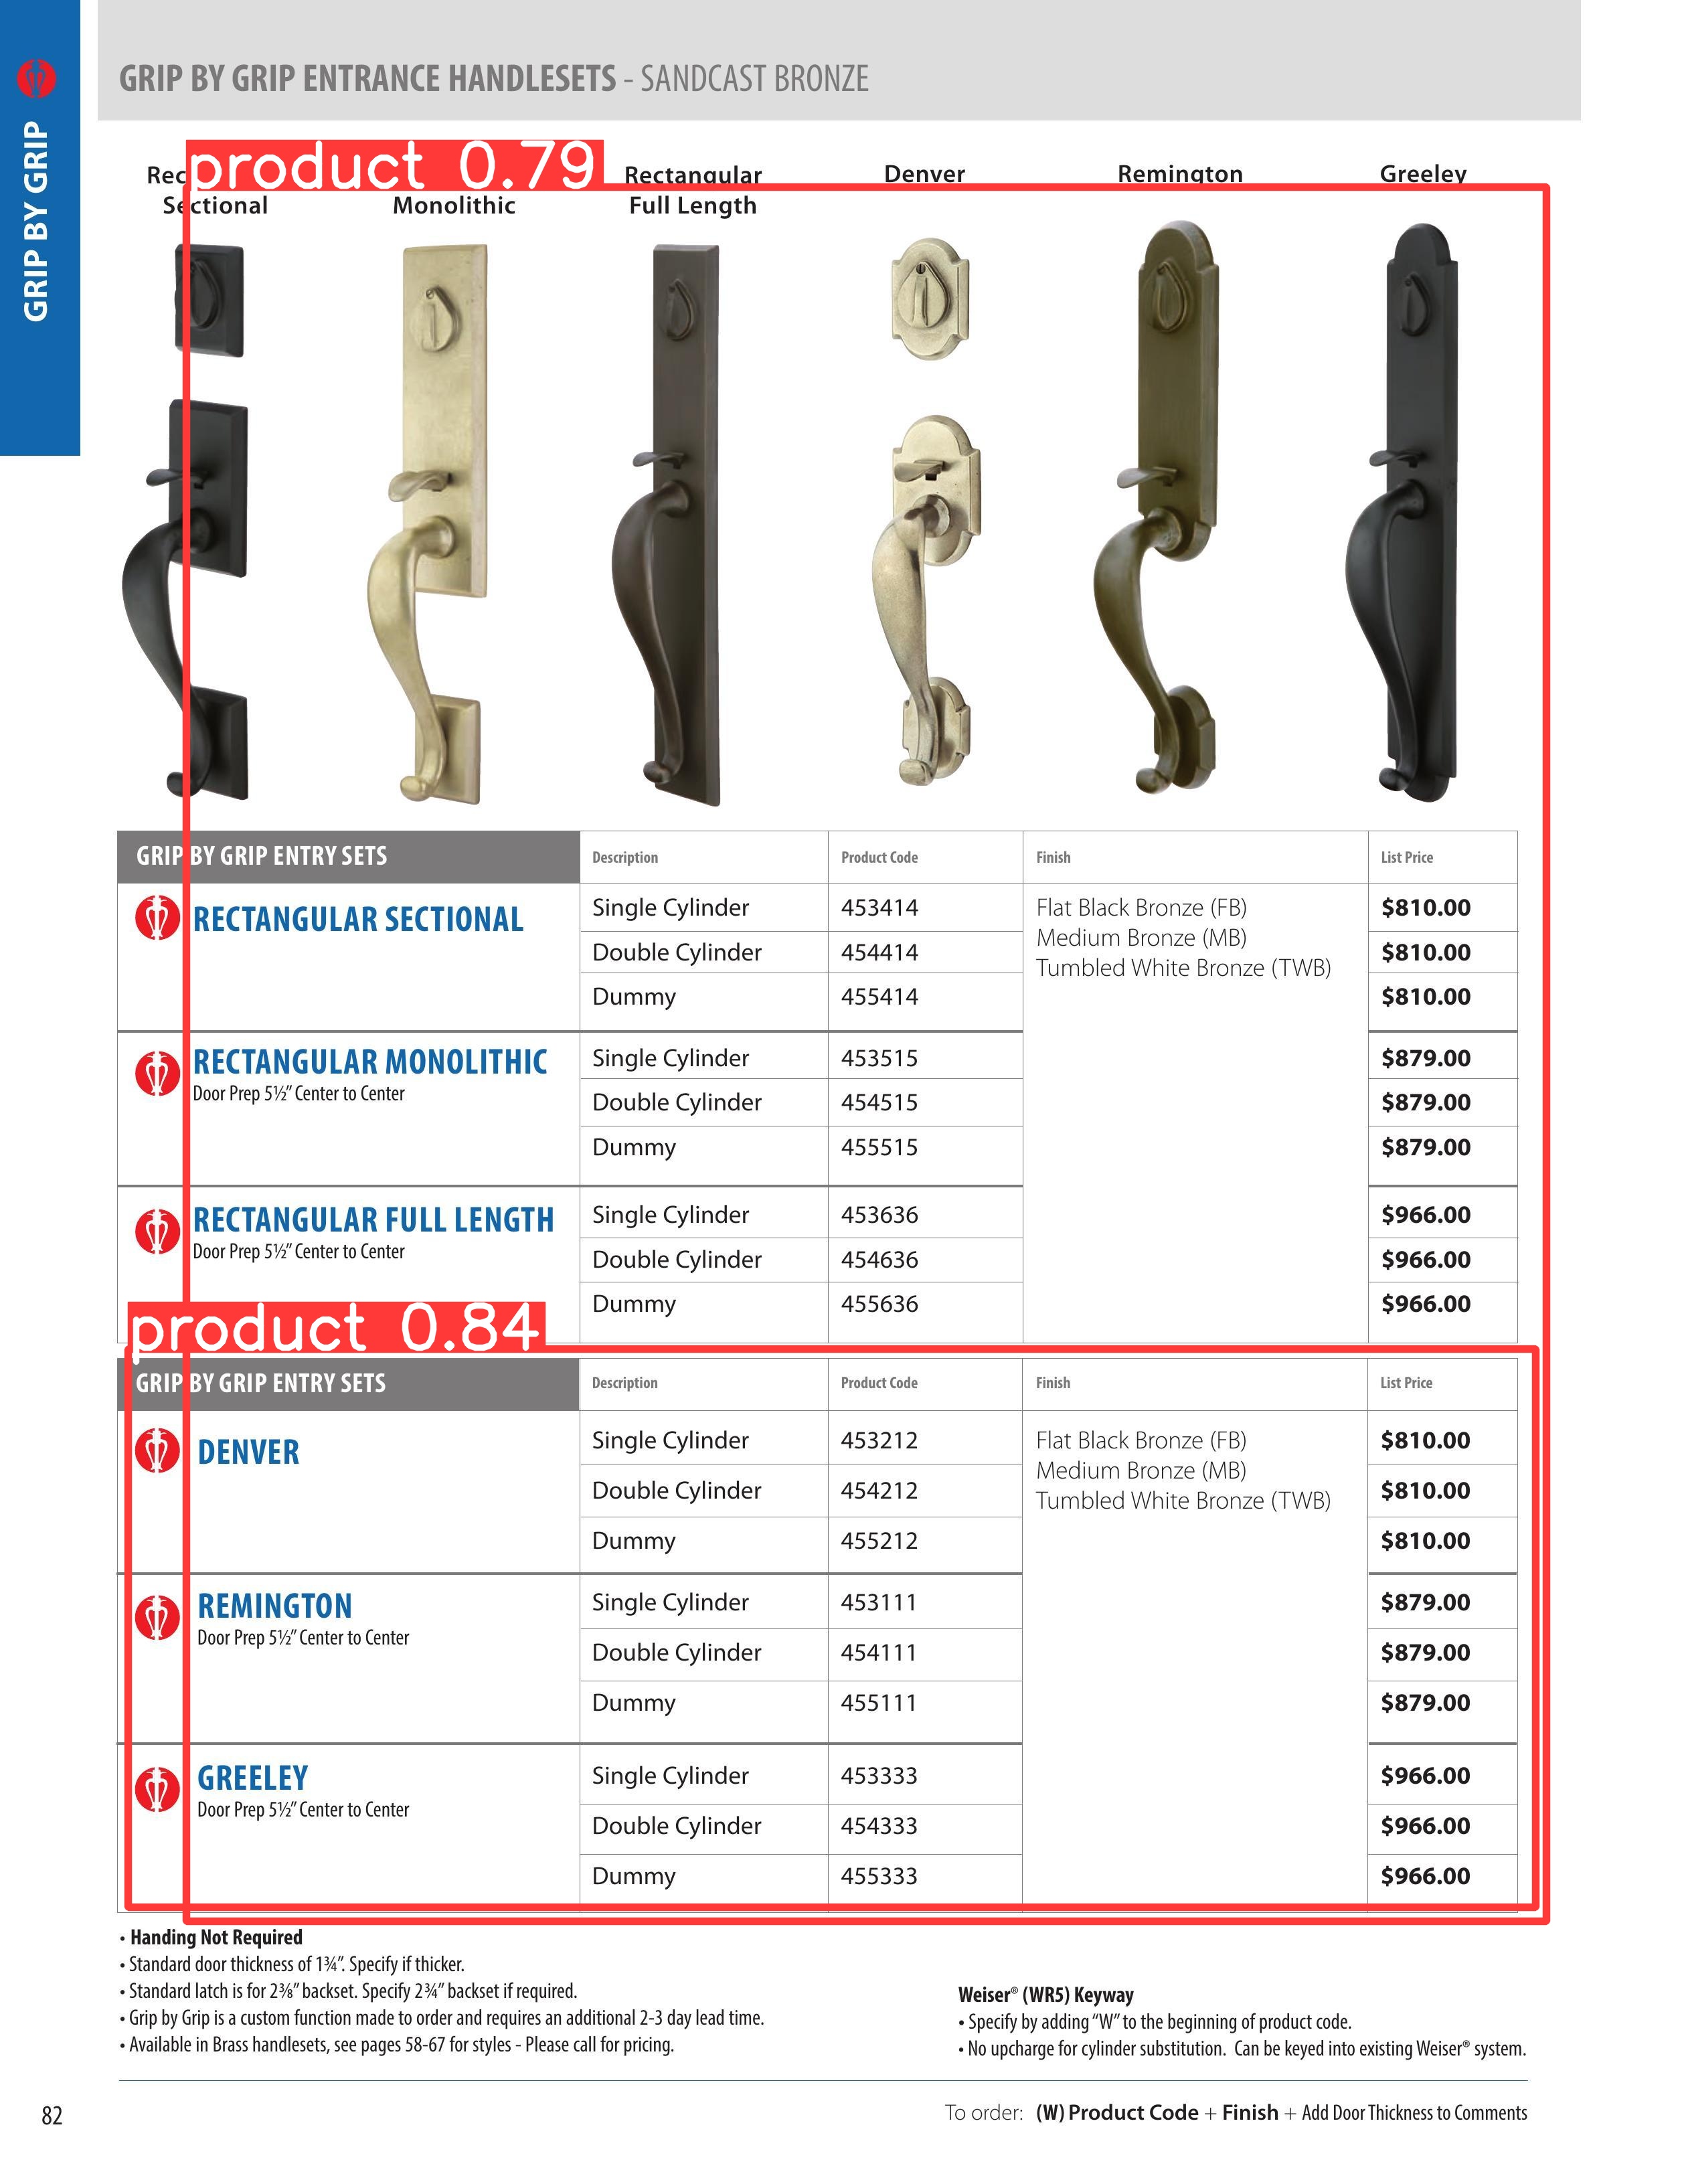 GRIP BY GRIP
GRIP BY GRIP ENTRANCE HANDLESETS - SANDCAST BRONZE
product 0.79
Sectional
Monolithic
Rectangular
Full Length
Denver
Remington
Greeley
GRIP BY GRIP ENTRY SETS Description Product Code Finish List Price
RECTANGULAR SECTIONAL
Single Cylinder 453414 $810.00
Double Cylinder 454414 $810.00
Dummy 455414 $810.00
Flat Black Bronze (FB)
Medium Bronze (MB)
Tumbled White Bronze (TWB)
RECTANGULAR MONOLITHIC
Door Prep 5½" Center to Center
Single Cylinder 453515 $879.00
Double Cylinder 454515 $879.00
Dummy 455515 $879.00
RECTANGULAR FULL LENGTH
Door Prep 5½" Center to Center
Single Cylinder 453636 $966.00
Double Cylinder 454636 $966.00
Dummy 455636 $966.00
product 0.84
GRIP BY GRIP ENTRY SETS Description Product Code Finish List Price
DENVER
Single Cylinder 453212 $810.00
Double Cylinder 454212 $810.00
Dummy 455212 $810.00
Flat Black Bronze (FB)
Medium Bronze (MB)
Tumbled White Bronze (TWB)
REMINGTON
Door Prep 5½" Center to Center
Single Cylinder 453111 $879.00
Double Cylinder 454111 $879.00
Dummy 455111 $879.00
GREELEY
Door Prep 5½" Center to Center
Single Cylinder 453333 $966.00
Double Cylinder 454333 $966.00
Dummy 455333 $966.00
• Handing Not Required
• Standard door thickness of 1¾". Specify if thicker.
• Standard latch is for 2⅜" backset. Specify 2¾" backset if required.
• Grip by Grip is a custom function made to order and requires an additional 2-3 day lead time.
• Available in Brass handlesets, see pages 58-67 for styles - Please call for pricing.
Weiser® (WR5) Keyway
• Specify by adding "W" to the beginning of product code.
• No upcharge for cylinder substitution. Can be keyed into existing Weiser® system.
82
To order: (W) Product Code + Finish + Add Door Thickness to Comments